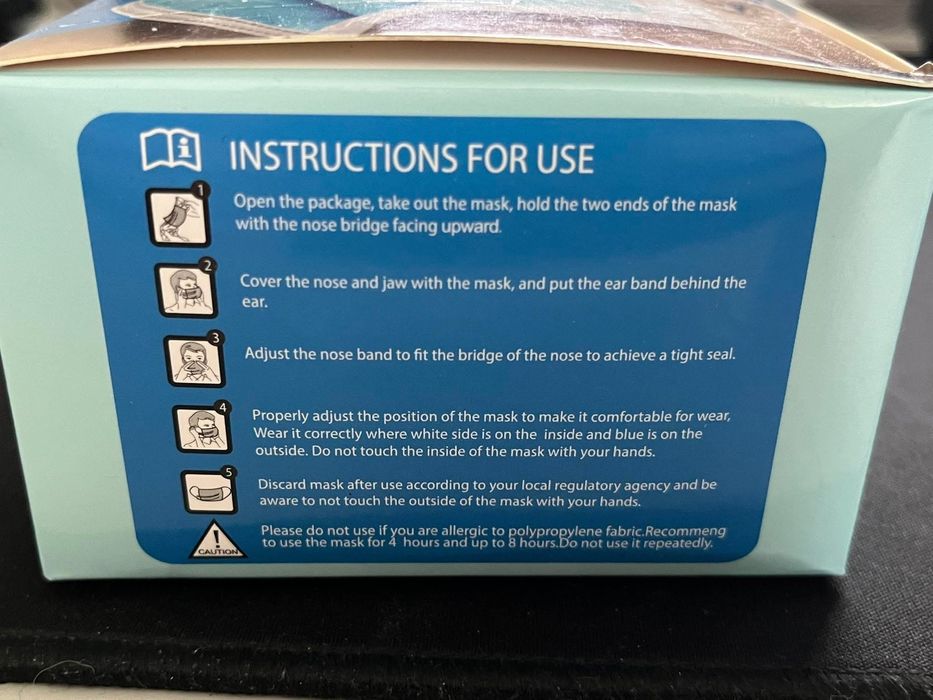 INSTRUCTIONS FOR USE
1
Open the package, take out the mask, hold the two ends of the mask
with the nose bridge facing upward.
2
Cover the nose and jaw with the mask, and put the ear band behind the
ear.
3
Adjust the nose band to fit the bridge of the nose to achieve a tight seal.
4
Properly adjust the position of the mask to make it comfortable for wear,
Wear it correctly where white side is on the inside and blue is on the
outside. Do not touch the inside of the mask with your hands.
5
Discard mask after use according to your local regulatory agency and be
aware to not touch the outside of the mask with your hands.
! CAUTION
Please do not use if you are allergic to polypropylene fabric.Recommeng
to use the mask for 4 hours and up to 8 hours.Do not use it repeatedly.